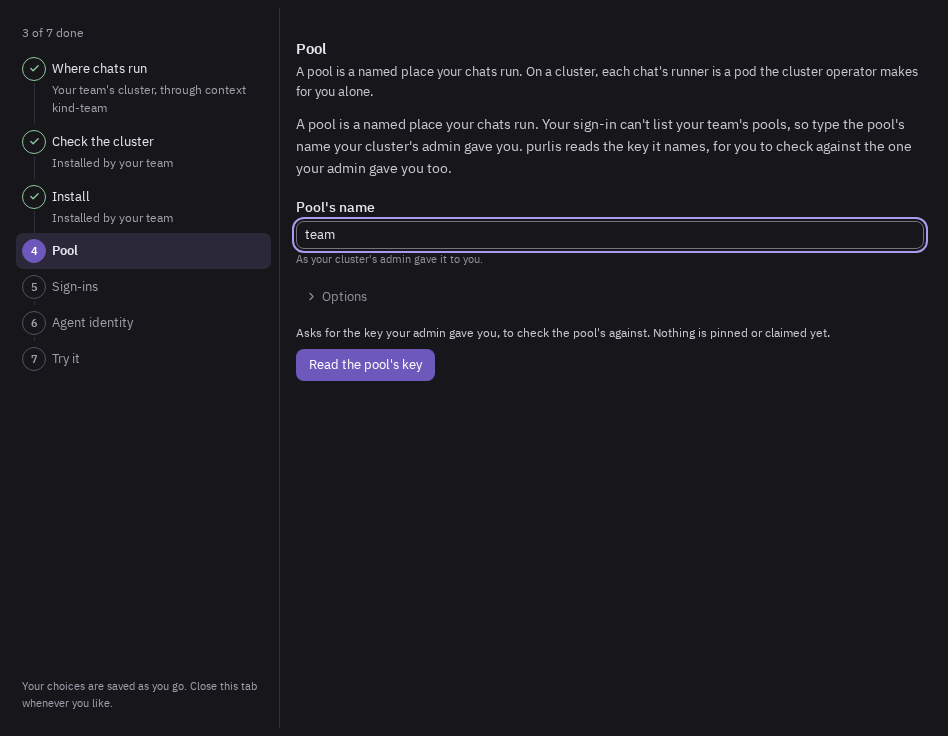 3 of 7 done
Where chats run
Your team's cluster, through context
kind-team
Check the cluster
Installed by your team
Install
Installed by your team
4 Pool
5 Sign-ins
6 Agent identity
7 Try it
Your choices are saved as you go. Close this tab
whenever you like.
Pool
A pool is a named place your chats run. On a cluster, each chat's runner is a pod the cluster operator makes
for you alone.
A pool is a named place your chats run. Your sign-in can't list your team's pools, so type the pool's
name your cluster's admin gave you. purlis reads the key it names, for you to check against the one
your admin gave you too.
Pool's name
team
As your cluster's admin gave it to you.
Options
Asks for the key your admin gave you, to check the pool's against. Nothing is pinned or claimed yet.
Read the pool's key